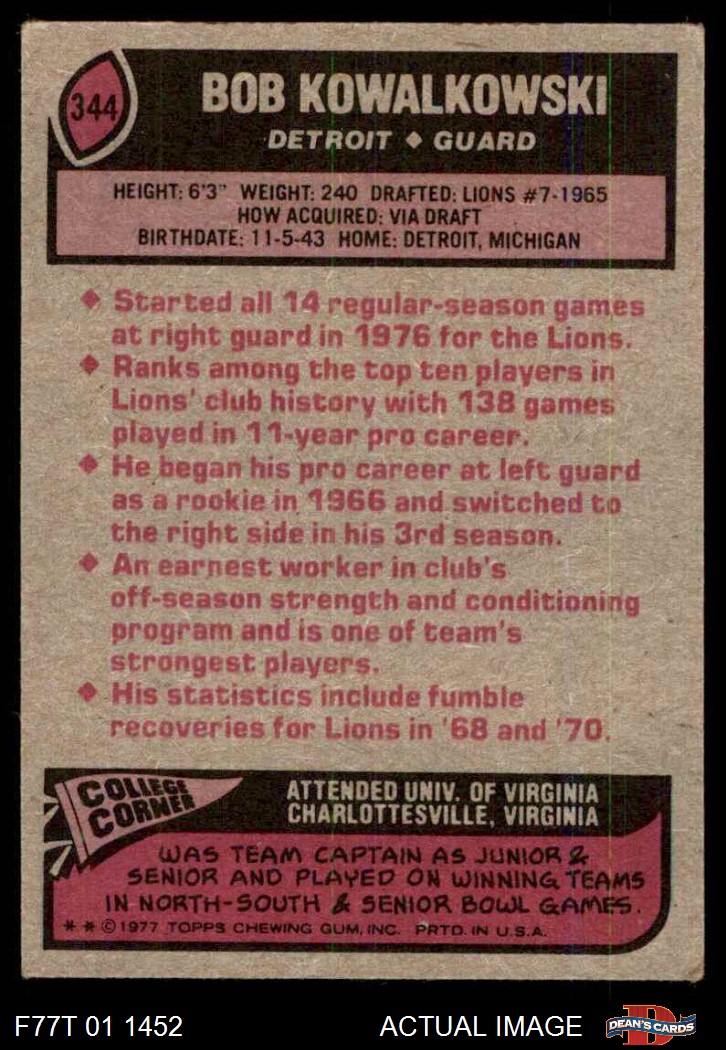 344
BOB KOWALKOWSKI
DETROIT ◆ GUARD
HEIGHT: 6'3" WEIGHT: 240 DRAFTED: LIONS #7-1965
HOW ACQUIRED: VIA DRAFT
BIRTHDATE: 11-5-43 HOME: DETROIT, MICHIGAN
◆ Started all 14 regular-season games
at right guard in 1976 for the Lions.
◆ Ranks among the top ten players in
Lions' club history with 138 games
played in 11-year pro career.
◆ He began his pro career at left guard
as a rookie in 1966 and switched to
the right side in his 3rd season.
◆ An earnest worker in club's
off-season strength and conditioning
program and is one of team's
strongest players.
◆ His statistics include fumble
recoveries for Lions in '68 and '70.
COLLEGE
CORNER
ATTENDED UNIV. OF VIRGINIA
CHARLOTTESVILLE, VIRGINIA
WAS TEAM CAPTAIN AS JUNIOR &
SENIOR AND PLAYED ON WINNING TEAMS
IN NORTH-SOUTH & SENIOR BOWL GAMES.
* * © 1977 TOPPS CHEWING GUM, INC. PRTD. IN U.S.A.
F77T 01 1452
ACTUAL IMAGE
D
DEAN'S CARDS